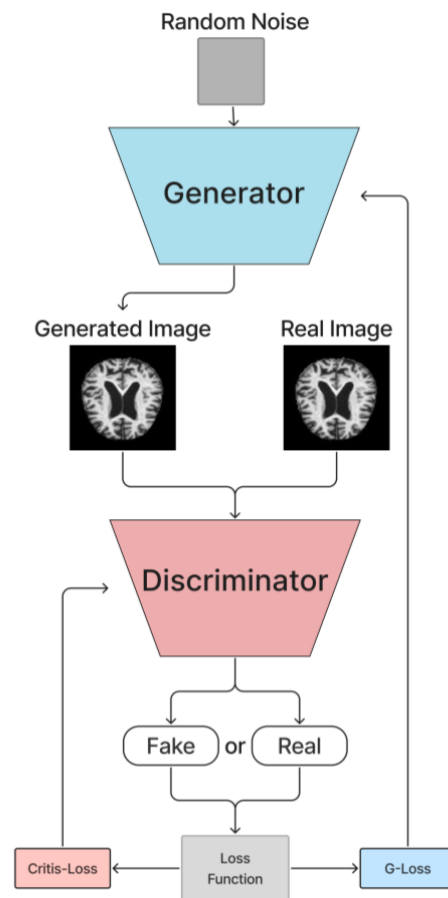 Random Noise
Generator
Generated Image
Real Image
Discriminator
Fake or Real
Critis-Loss
Loss
Function
G-Loss